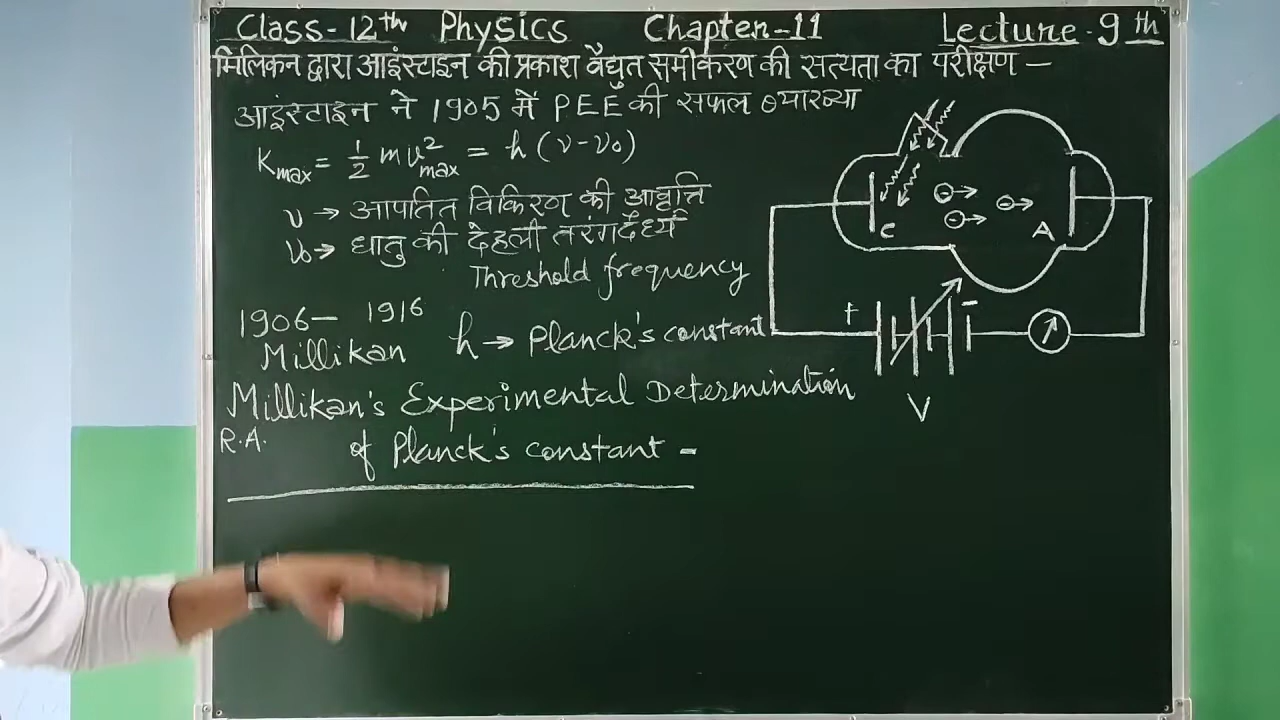 Class-12th Physics Chapter-11 Lecture-9th
मिलिकन द्वारा आइंस्टाइन की प्रकाश वैद्युत समीकरण की सत्यता का परीक्षण –
आइंस्टाइन ने 1905 में PEE की सफल व्याख्या
Kmax = 1/2 mv²max = h (ν-ν₀)
ν → आपतित विकिरण की आवृत्ति
ν₀ → धातु की देहली तरंगदैर्ध्य
Threshold frequency
1906 – 1916
Millikan h → Planck's constant
Millikan's Experimental Determination
R.A. of Planck's constant -
C A
+ -
V